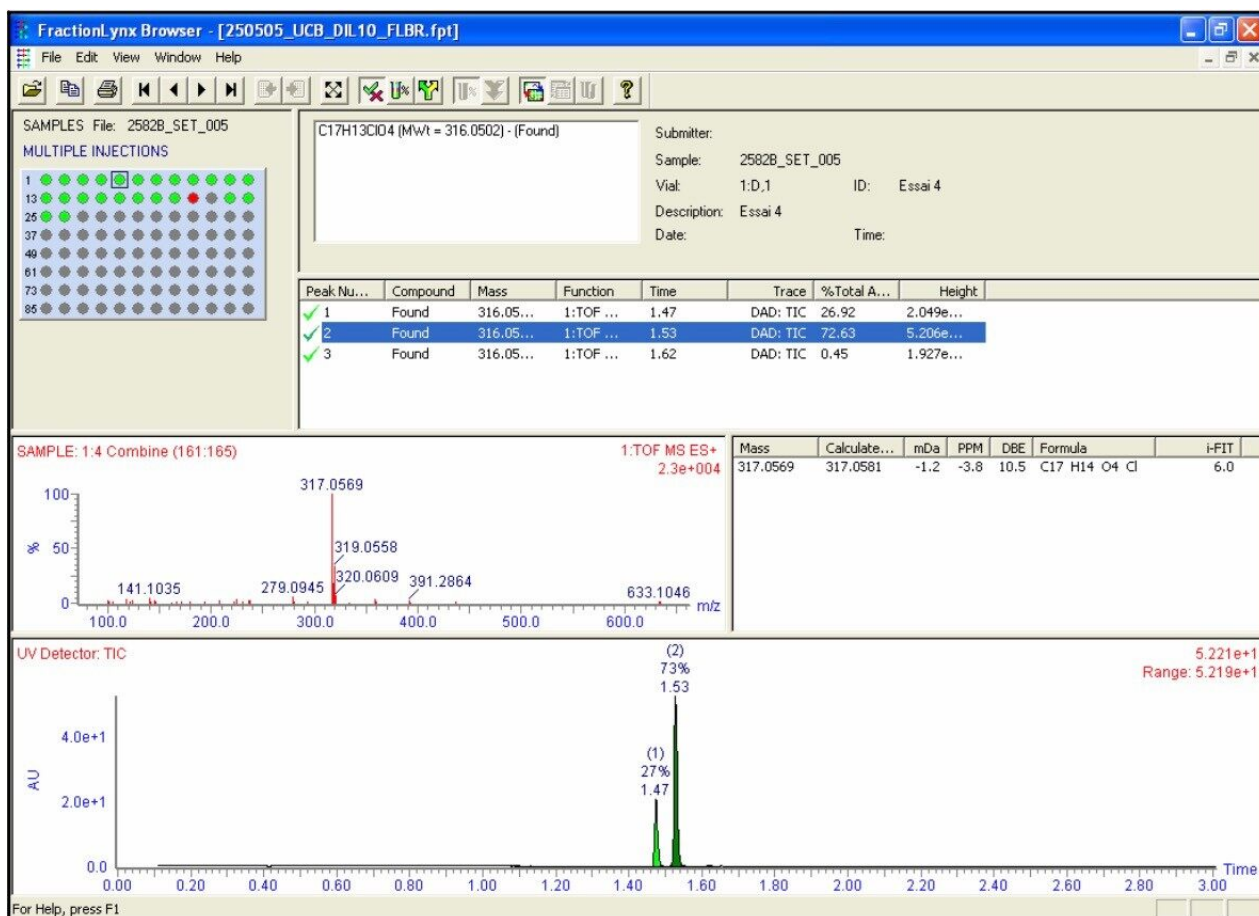 FractionLynx Browser - [250505_UCB_DIL10_FLBR.fpt]
File Edit View Window Help
SAMPLES File: 2582B_SET_005
MULTIPLE INJECTIONS
1
13
25
37
49
61
73
85
C17H13ClO4 (MWt = 316.0502) - (Found)
Submitter:
Sample: 2582B_SET_005
Vial: 1:D,1 ID: Essai 4
Description: Essai 4
Date: Time:
Peak Nu... Compound Mass Function Time Trace %Total A... Height
1 Found 316.05... 1:TOF ... 1.47 DAD: TIC 26.92 2.049e...
2 Found 316.05... 1:TOF ... 1.53 DAD: TIC 72.63 5.206e...
3 Found 316.05... 1:TOF ... 1.62 DAD: TIC 0.45 1.927e...
SAMPLE: 1:4 Combine (161:165) 1:TOF MS ES+
2.3e+004
317.0569
100
319.0558
% 50
320.0609
141.1035 279.0945 391.2864 633.1046
0 m/z
100.0 200.0 300.0 400.0 500.0 600.0
Mass Calculate... mDa PPM DBE Formula i-FIT
317.0569 317.0581 -1.2 -3.8 10.5 C17 H14 O4 Cl 6.0
UV Detector: TIC 5.221e+1
Range: 5.219e+1
(2)
73%
1.53
4.0e+1
(1)
27%
1.47
AU
2.0e+1
0.0
0.00 0.20 0.40 0.60 0.80 1.00 1.20 1.40 1.60 1.80 2.00 2.20 2.40 2.60 2.80 3.00 Time
For Help, press F1